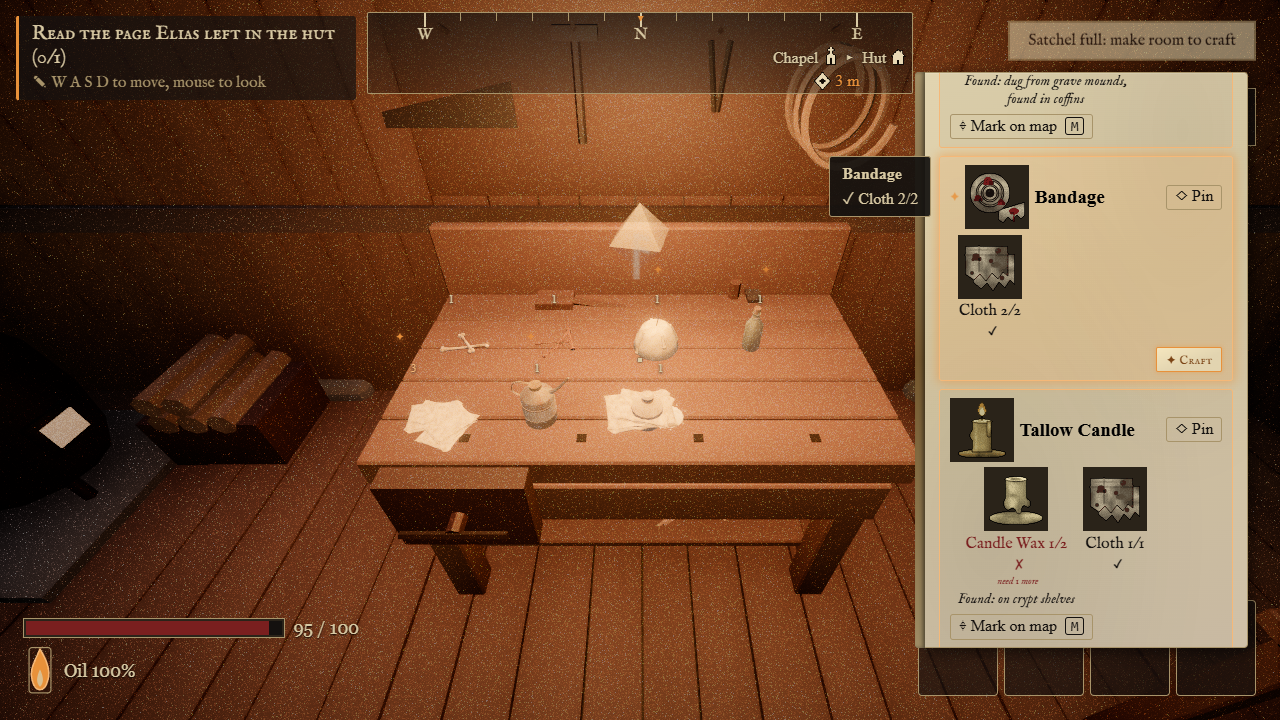 Read the page Elias left in the hut
(0/1)
W A S D to move, mouse to look
W N E
Chapel Hut
3 m
Satchel full: make room to craft
Found: dug from grave mounds,
found in coffins
Mark on map M
Bandage
✓ Cloth 2/2
Bandage
Pin
Cloth 2/2
✓
Craft
Tallow Candle
Pin
Candle Wax 1/2 Cloth 1/1
✗ ✓
need 1 more
Found: on crypt shelves
Mark on map M
1 1 1 1
3 1 1
95 / 100
Oil 100%